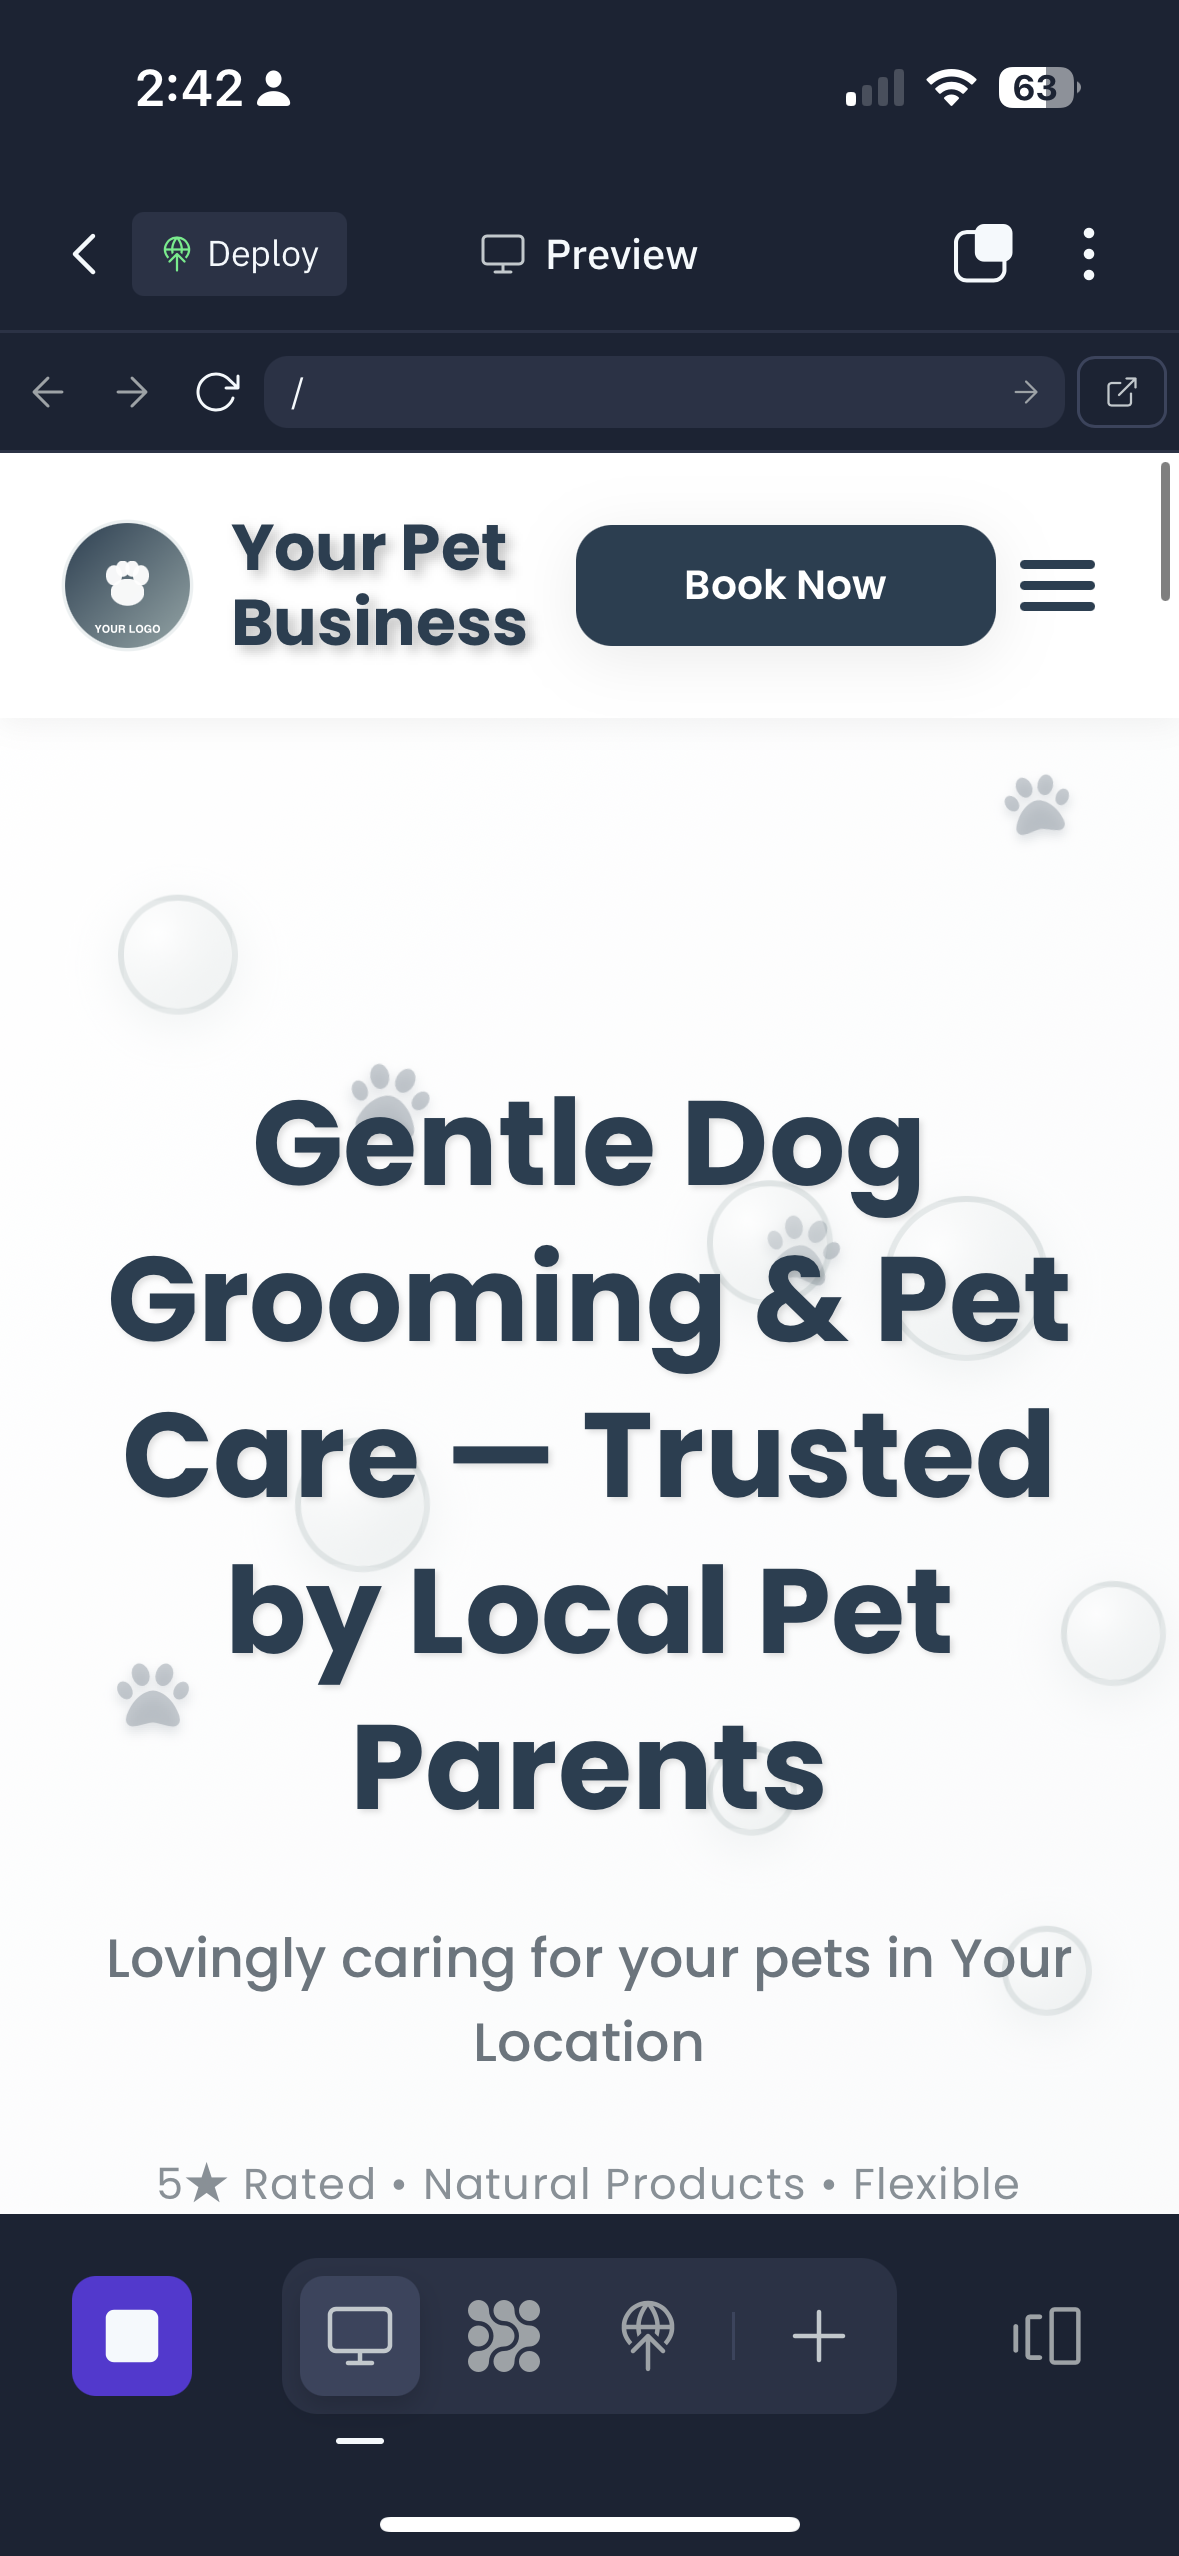 2:42
63
Deploy
Preview
/
YOUR LOGO
Your Pet
Business
Book Now
Gentle Dog
Grooming & Pet
Care — Trusted
by Local Pet
Parents
Lovingly caring for your pets in Your
Location
5★ Rated • Natural Products • Flexible